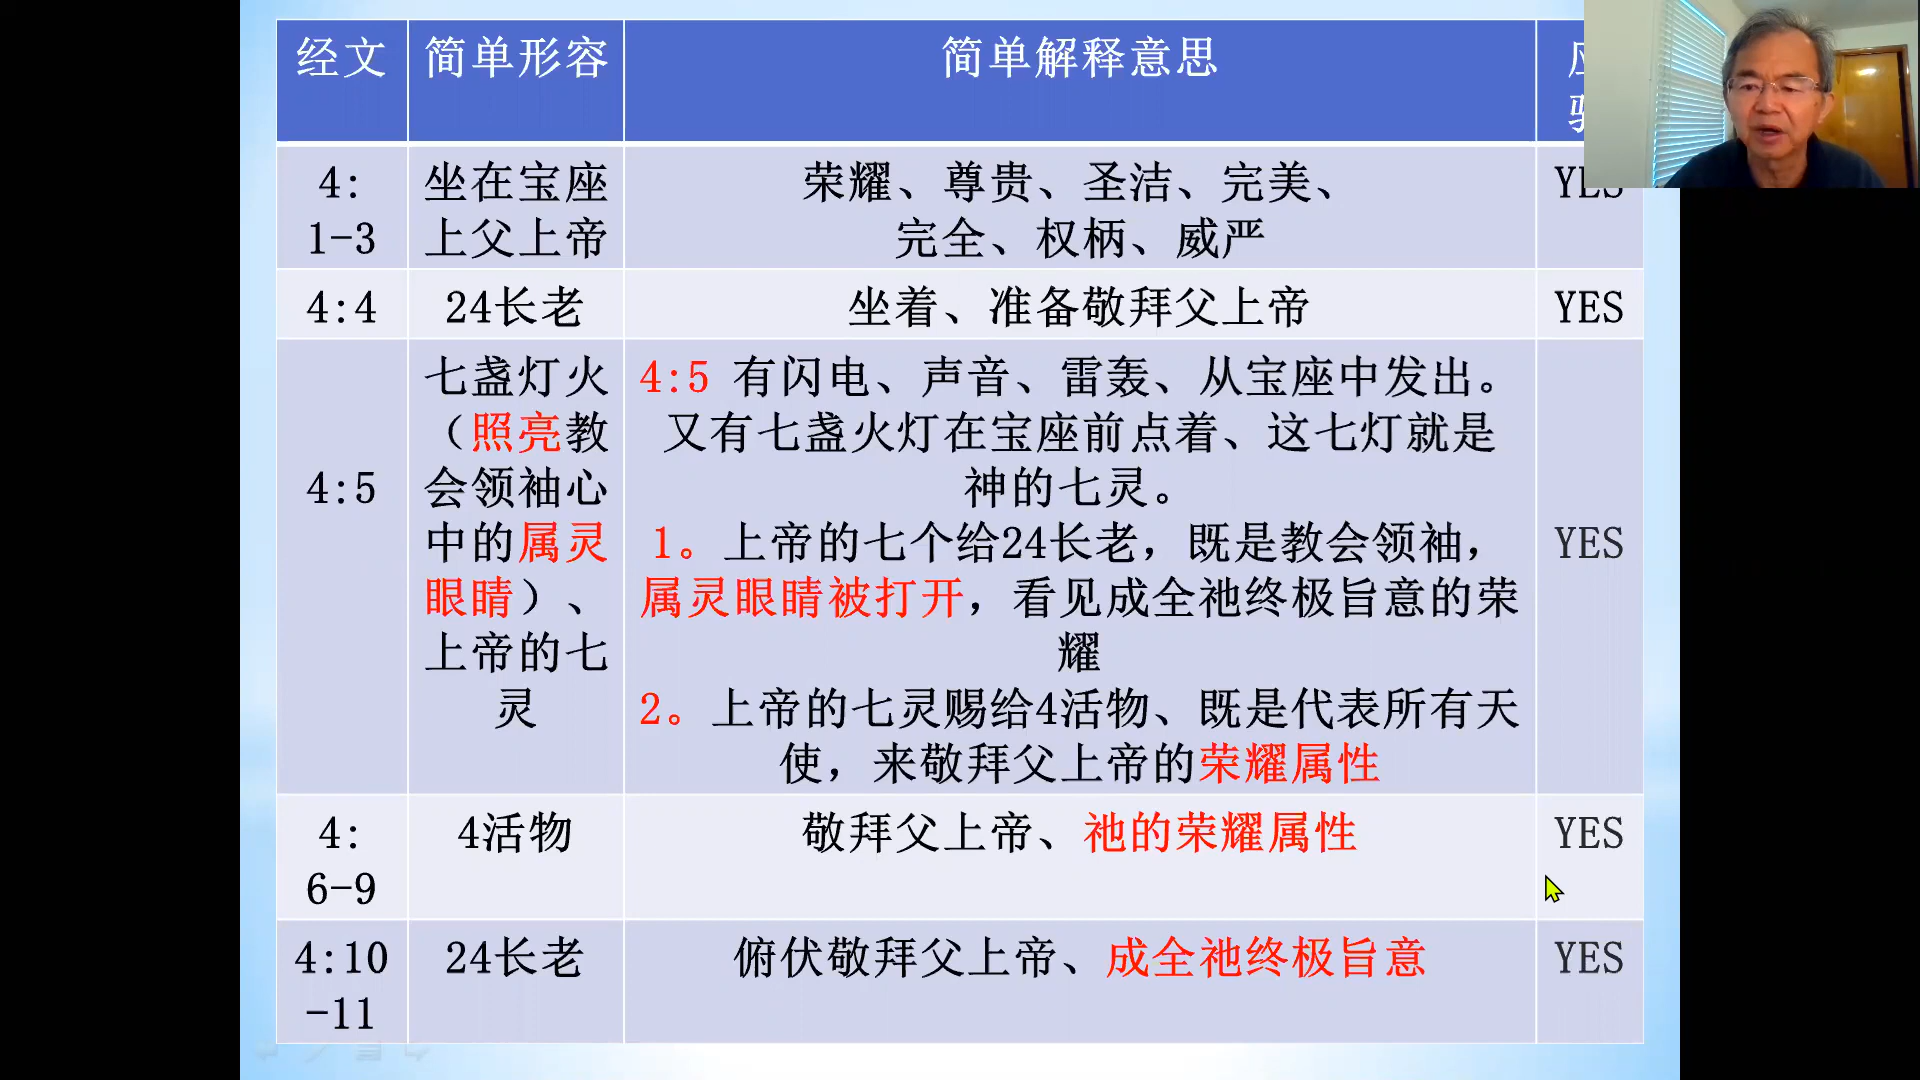 经文 简单形容 简单解释意思
4: 坐在宝座 荣耀、尊贵、圣洁、完美、 YES
1-3 上父上帝 完全、权柄、威严
4:4 24长老 坐着、准备敬拜父上帝 YES
七盏灯火 4:5 有闪电、声音、雷轰、从宝座中发出。
（照亮教 又有七盏火灯在宝座前点着、这七灯就是
4:5 会领袖心 神的七灵。
中的属灵 1。上帝的七个给24长老，既是教会领袖， YES
眼睛）、 属灵眼睛被打开，看见成全祂终极旨意的荣
上帝的七 耀
灵 2。上帝的七灵赐给4活物、既是代表所有天
使，来敬拜父上帝的荣耀属性
4: 4活物 敬拜父上帝、祂的荣耀属性 YES
6-9
4:10 24长老 俯伏敬拜父上帝、成全祂终极旨意 YES
-11